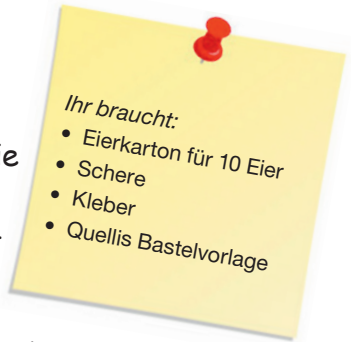 Ihr braucht:
• Eierkarton für 10 Eier
• Schere
• Kleber
• Quellis Bastelvorlage